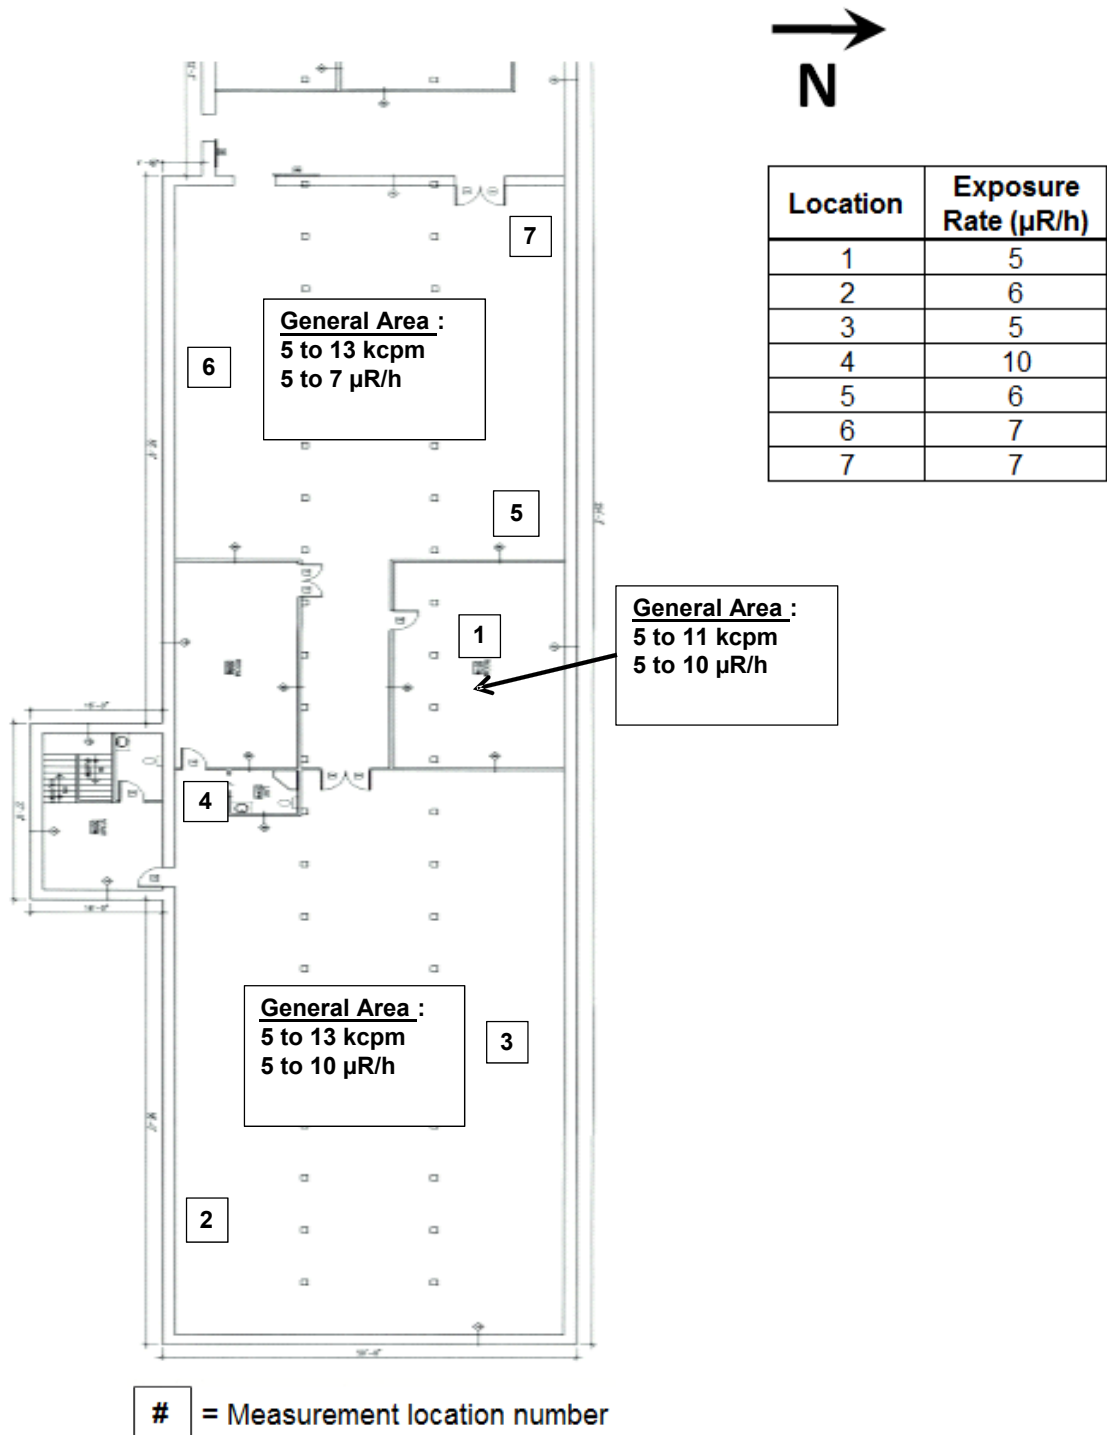 N
Location Exposure Rate (µR/h)
1 5
2 6
3 5
4 10
5 6
6 7
7 7
7
General Area :
5 to 13 kcpm
5 to 7 µR/h
6
5
General Area :
5 to 11 kcpm
5 to 10 µR/h
1
4
General Area :
5 to 13 kcpm
5 to 10 µR/h
3
2
# = Measurement location number